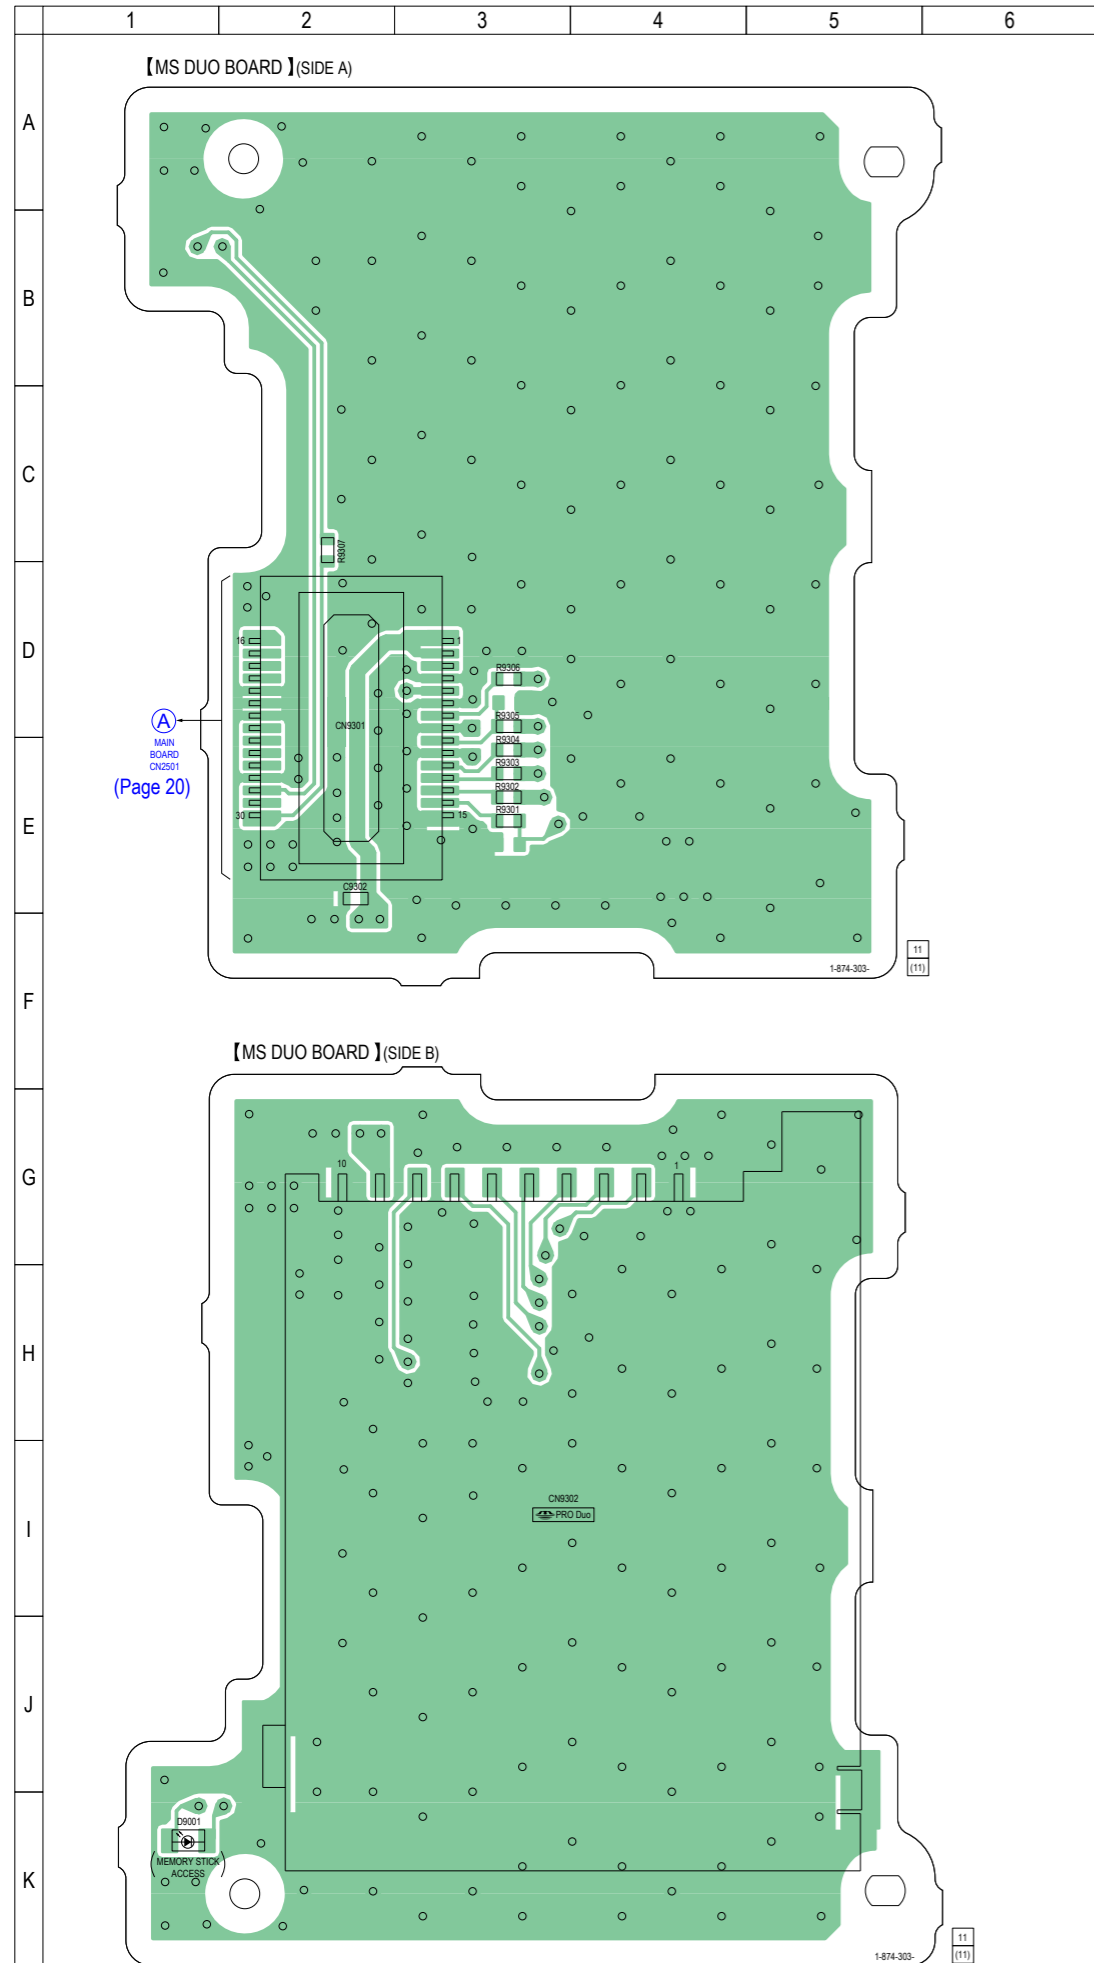 1 2 3 4 5 6
【MS DUO BOARD】(SIDE A)
A
B
C
R9307
D
16
1
R9306
CN9301
R9305
A
MAIN
BOARD
CN2501
(Page 20)
R9304
R9303
R9302
R9301
E
30
15
C9302
11
(11)
1-874-303-
F
【MS DUO BOARD】(SIDE B)
G
10
1
H
I
CN9302
PRO Duo
J
D9001
(MEMORY STICK
ACCESS)
K
11
(11)
1-874-303-